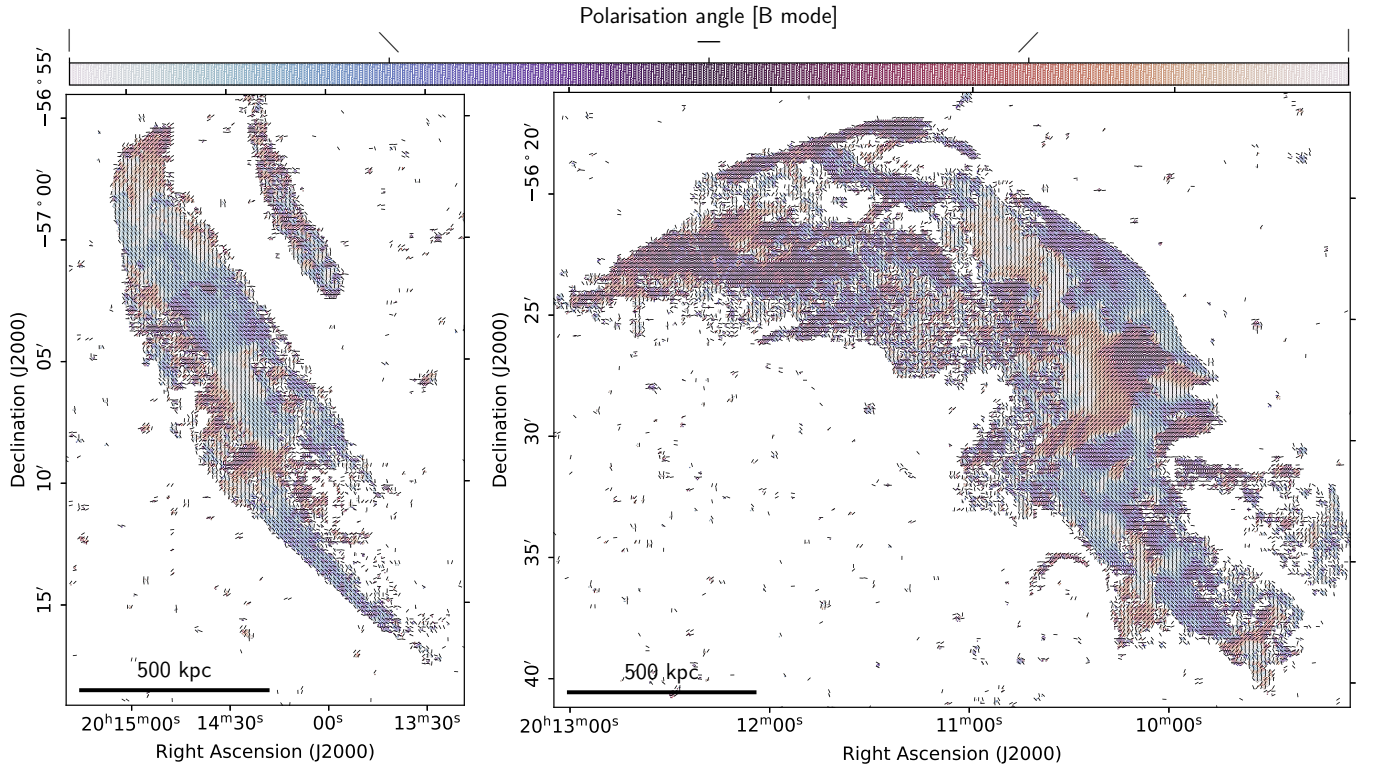 Polarisation angle [B mode]
−56°55′
−57°00′
05′
10′
15′
Declination (J2000)
500 kpc
20ʰ15ᵐ00ˢ 14ᵐ30ˢ 00ˢ 13ᵐ30ˢ
Right Ascension (J2000)
−56°20′
25′
30′
35′
40′
Declination (J2000)
500 kpc
20ʰ13ᵐ00ˢ 12ᵐ00ˢ 11ᵐ00ˢ 10ᵐ00ˢ
Right Ascension (J2000)